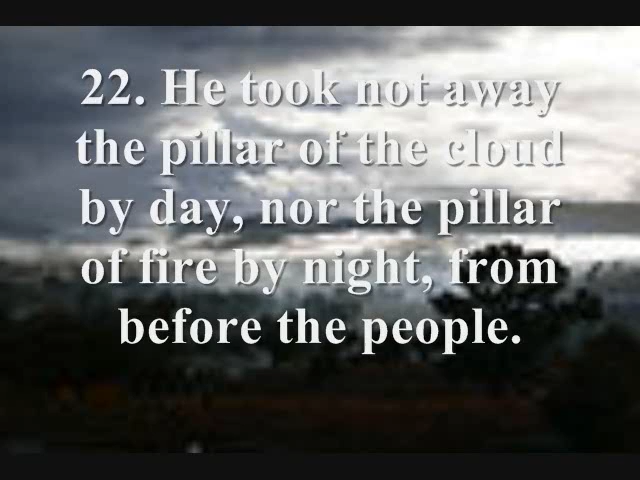 22. He took not away
the pillar of the cloud
by day, nor the pillar
of fire by night, from
before the people.